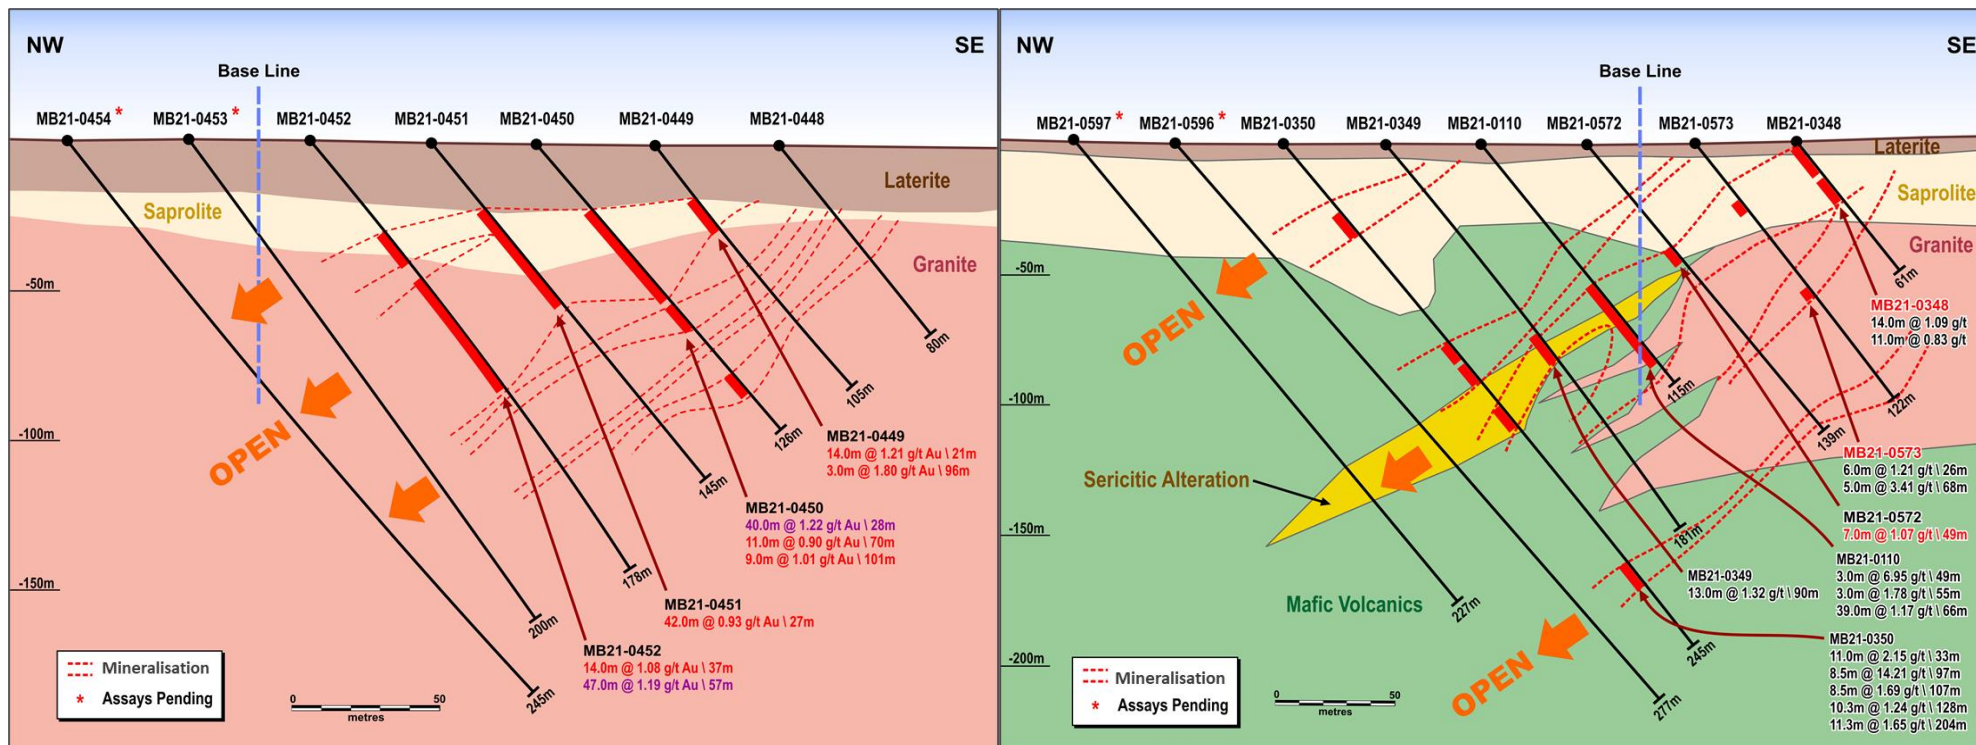 NW
SE
Base Line
MB21-0454 * MB21-0453 * MB21-0452 MB21-0451 MB21-0450 MB21-0449 MB21-0448
Laterite
Saprolite
Granite
-50m
-100m
-150m
OPEN
80m
105m
126m
145m
178m
200m
245m
MB21-0449
14.0m @ 1.21 g/t Au \ 21m
3.0m @ 1.80 g/t Au \ 96m
MB21-0450
40.0m @ 1.22 g/t Au \ 28m
11.0m @ 0.90 g/t Au \ 70m
9.0m @ 1.01 g/t Au \ 101m
MB21-0451
42.0m @ 0.93 g/t Au \ 27m
MB21-0452
14.0m @ 1.08 g/t Au \ 37m
47.0m @ 1.19 g/t Au \ 57m
Mineralisation
* Assays Pending
0 50
metres
NW
SE
Base Line
MB21-0597 * MB21-0596 * MB21-0350 MB21-0349 MB21-0110 MB21-0572 MB21-0573 MB21-0348
Laterite
Saprolite
Granite
-50m
-100m
-150m
-200m
OPEN
OPEN
Sericitic Alteration
Mafic Volcanics
61m
122m
139m
115m
181m
245m
227m
277m
MB21-0348
14.0m @ 1.09 g/t
11.0m @ 0.83 g/t
MB21-0573
6.0m @ 1.21 g/t \ 26m
5.0m @ 3.41 g/t \ 68m
MB21-0572
7.0m @ 1.07 g/t \ 49m
MB21-0110
3.0m @ 6.95 g/t \ 49m
3.0m @ 1.78 g/t \ 55m
39.0m @ 1.17 g/t \ 66m
MB21-0349
13.0m @ 1.32 g/t \ 90m
MB21-0350
11.0m @ 2.15 g/t \ 33m
8.5m @ 14.21 g/t \ 97m
8.5m @ 1.69 g/t \ 107m
10.3m @ 1.24 g/t \ 128m
11.3m @ 1.65 g/t \ 204m
Mineralisation
* Assays Pending
0 50
metres